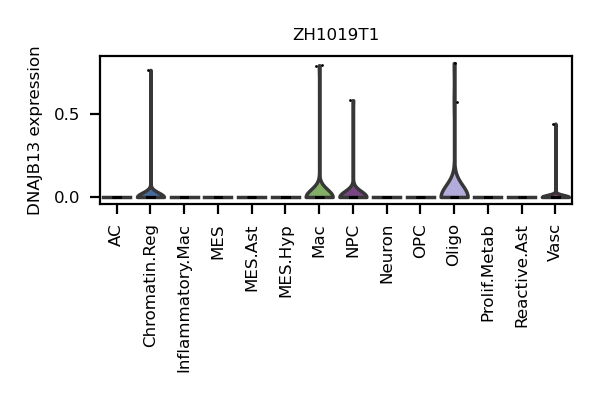 ZH1019T1
DNAJB13 expression
0.5
0.0
AC
Chromatin.Reg
Inflammatory.Mac
MES
MES.Ast
MES.Hyp
Mac
NPC
Neuron
OPC
Oligo
Prolif.Metab
Reactive.Ast
Vasc